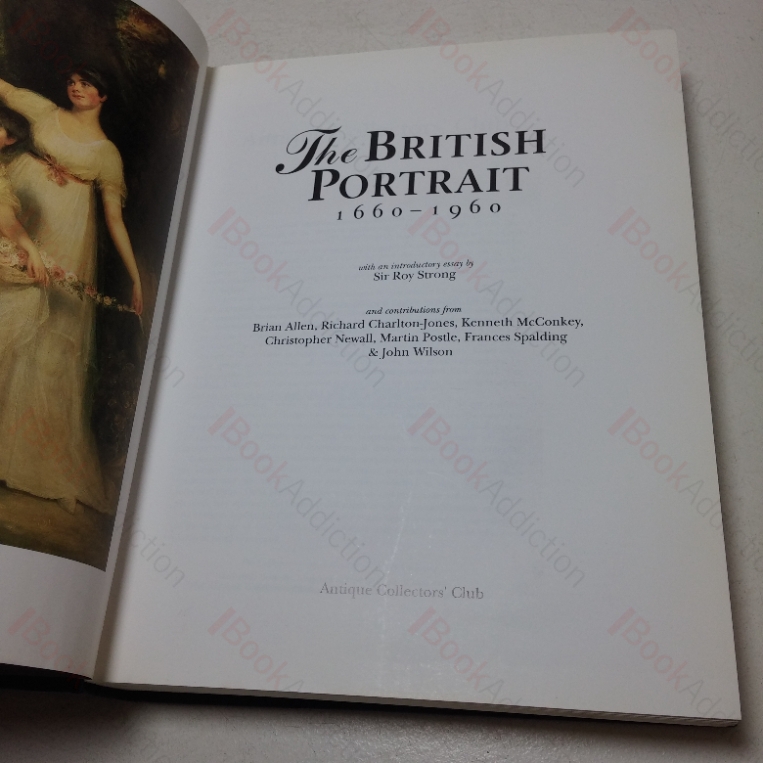 The BRITISH
PORTRAIT
1660–1960
with an introductory essay by
Sir Roy Strong
and contributions from
Brian Allen, Richard Charlton-Jones, Kenneth McConkey,
Christopher Newall, Martin Postle, Frances Spalding
& John Wilson
Antique Collectors' Club
BookAddiction